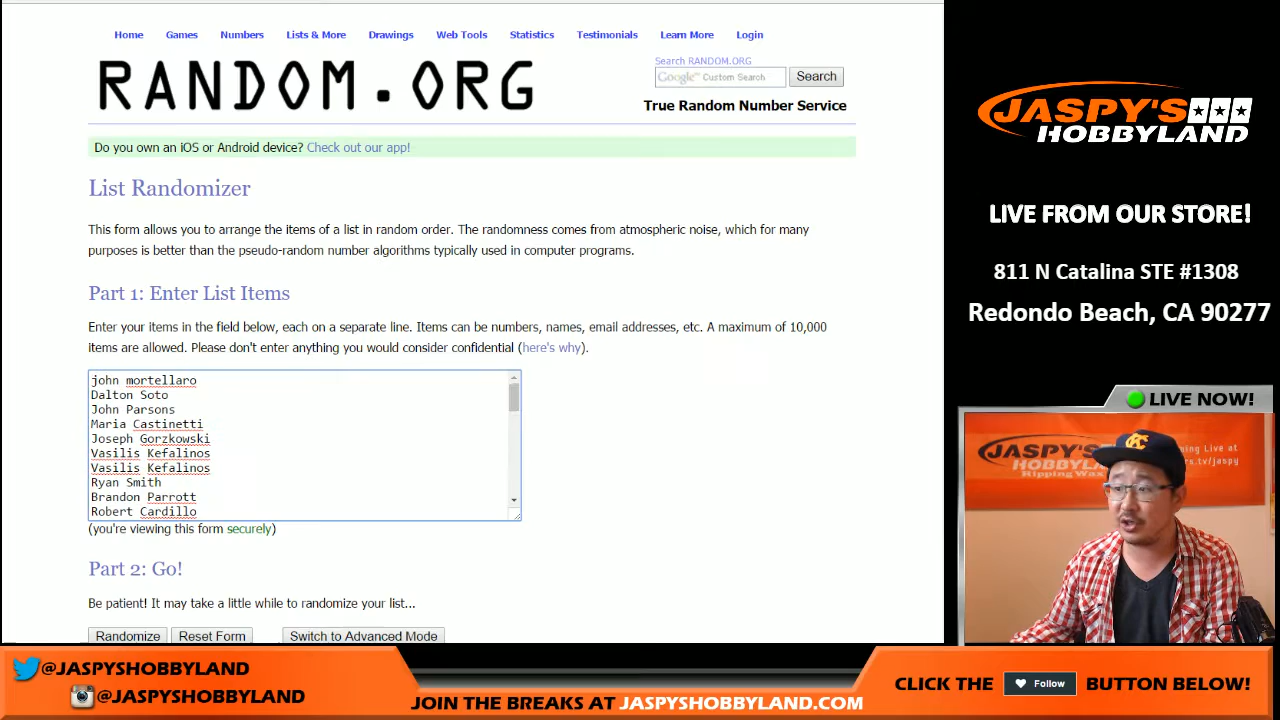 Home Games Numbers Lists & More Drawings Web Tools Statistics Testimonials Learn More Login
RANDOM.ORG
Search RANDOM.ORG
Google™ Custom Search Search
True Random Number Service
Do you own an iOS or Android device? Check out our app!
List Randomizer
This form allows you to arrange the items of a list in random order. The randomness comes from atmospheric noise, which for many
purposes is better than the pseudo-random number algorithms typically used in computer programs.
Part 1: Enter List Items
Enter your items in the field below, each on a separate line. Items can be numbers, names, email addresses, etc. A maximum of 10,000
items are allowed. Please don't enter anything you would consider confidential (here's why).
john mortellaro
Dalton Soto
John Parsons
Maria Castinetti
Joseph Gorzkowski
Vasilis Kefalinos
Vasilis Kefalinos
Ryan Smith
Brandon Parrott
Robert Cardillo
(you're viewing this form securely)
Part 2: Go!
Be patient! It may take a little while to randomize your list...
Randomize Reset Form Switch to Advanced Mode
JASPY'S
HOBBYLAND
LIVE FROM OUR STORE!
811 N Catalina STE #1308
Redondo Beach, CA 90277
LIVE NOW!
JASPY'S
HOBBYLAND
Ripping Wax
Live at
@JASPYSHOBBYLAND
@JASPYSHOBBYLAND
JOIN THE BREAKS AT JASPYSHOBBYLAND.COM
CLICK THE Follow BUTTON BELOW!